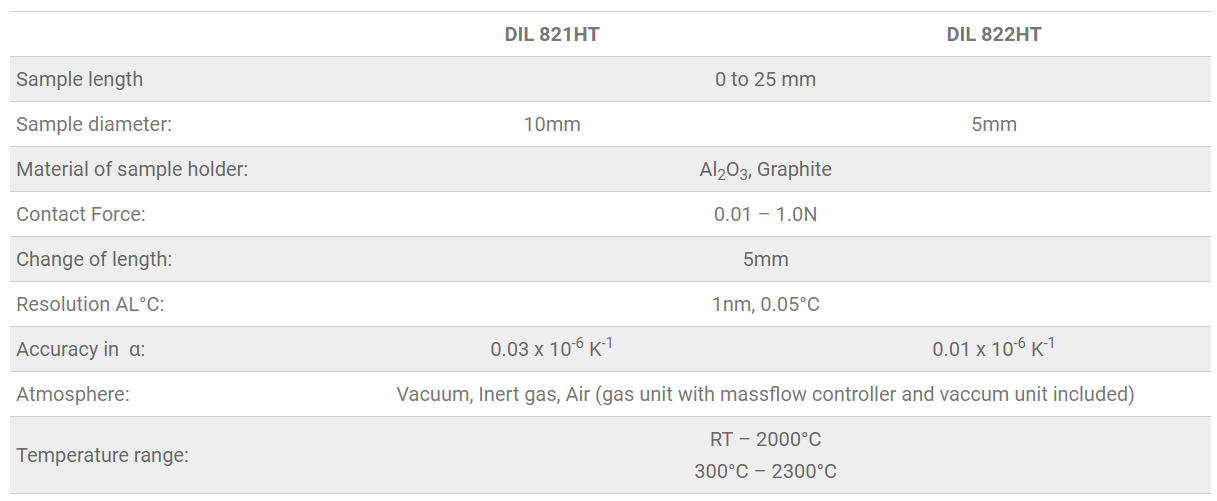 DIL 821HT DIL 822HT
Sample length 0 to 25 mm
Sample diameter: 10mm 5mm
Material of sample holder: Al₂O₃, Graphite
Contact Force: 0.01 – 1.0N
Change of length: 5mm
Resolution AL°C: 1nm, 0.05°C
Accuracy in α: 0.03 x 10⁻⁶ K⁻¹ 0.01 x 10⁻⁶ K⁻¹
Atmosphere: Vacuum, Inert gas, Air (gas unit with massflow controller and vaccum unit included)
Temperature range: RT – 2000°C
300°C – 2300°C